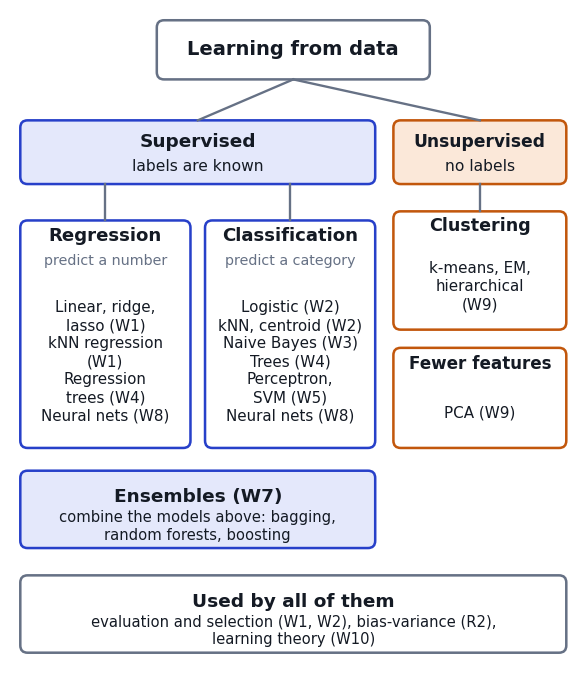 Learning from data
Supervised
labels are known
Unsupervised
no labels
Regression
predict a number
Linear, ridge,
lasso (W1)
kNN regression
(W1)
Regression
trees (W4)
Neural nets (W8)
Classification
predict a category
Logistic (W2)
kNN, centroid (W2)
Naive Bayes (W3)
Trees (W4)
Perceptron,
SVM (W5)
Neural nets (W8)
Clustering
k-means, EM,
hierarchical
(W9)
Fewer features
PCA (W9)
Ensembles (W7)
combine the models above: bagging,
random forests, boosting
Used by all of them
evaluation and selection (W1, W2), bias-variance (R2),
learning theory (W10)